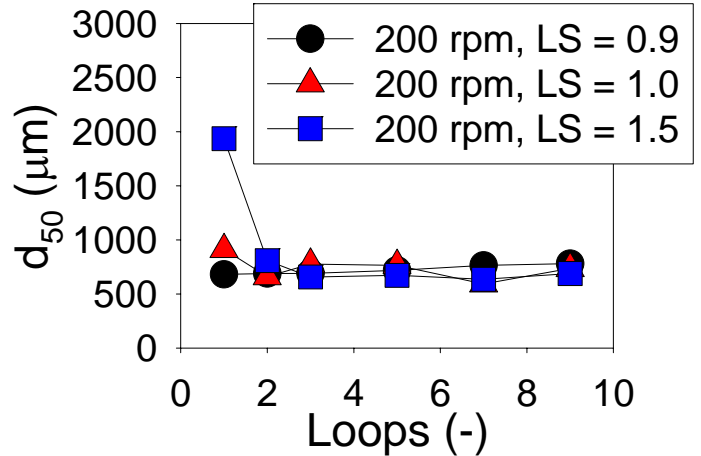 3000
2500
2000
1500
1000
500
0
d50 (μm)
200 rpm, LS = 0.9
200 rpm, LS = 1.0
200 rpm, LS = 1.5
0 2 4 6 8 10
Loops (-)